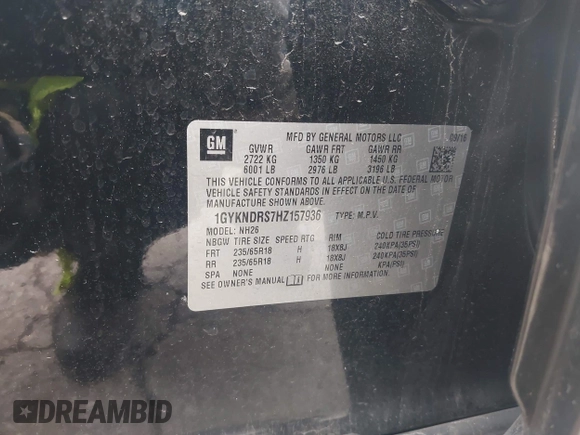 GM
MFD BY GENERAL MOTORS LLC 09/16
GVWR GAWR FRT GAWR RR
2722 KG 1350 KG 1450 KG
6001 LB 2976 LB 3196 LB
THIS VEHICLE CONFORMS TO ALL APPLICABLE U.S. FEDERAL MOTOR
VEHICLE SAFETY STANDARDS IN EFFECT ON THE DATE OF
MANUFACTURE SHOWN ABOVE.
1GYKNDRS7HZ157936 TYPE: M.P.V.
MODEL: NH26
NBGW TIRE SIZE SPEED RTG RIM COLD TIRE PRESSURE
FRT 235/65R18 H 18X8J 240KPA(35PSI)
RR 235/65R18 H 18X8J 240KPA(35PSI)
SPA NONE NONE KPA(PSI)
SEE OWNER'S MANUAL
DREAMBID